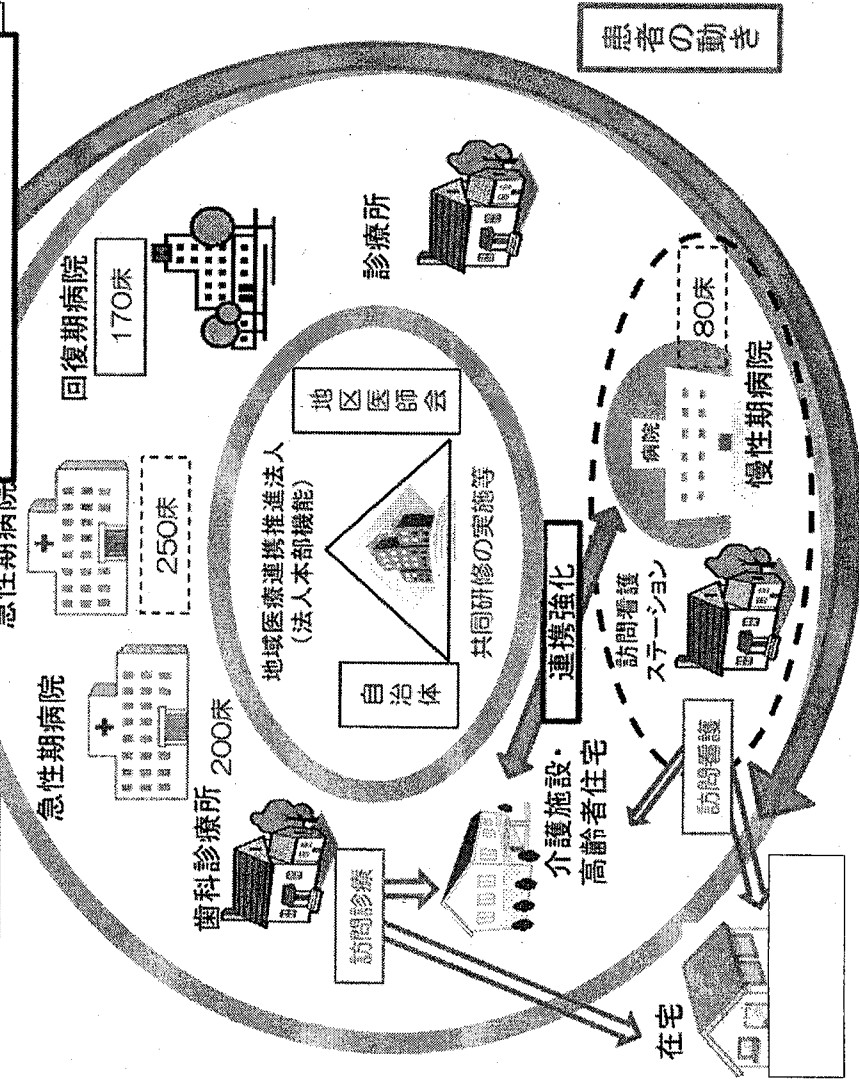 急性期病院
250床
急性期病院
200床
回復期病院
170床
患者の動き
診療所
歯科診療所
訪問診療
地域医療連携推進法人
(法人本部機能)
自治体
地区医師会
共同研修の実施等
連携強化
介護施設・
高齢者住宅
訪問看護
ステーション
病院
80床
慢性期病院
訪問看護
在宅